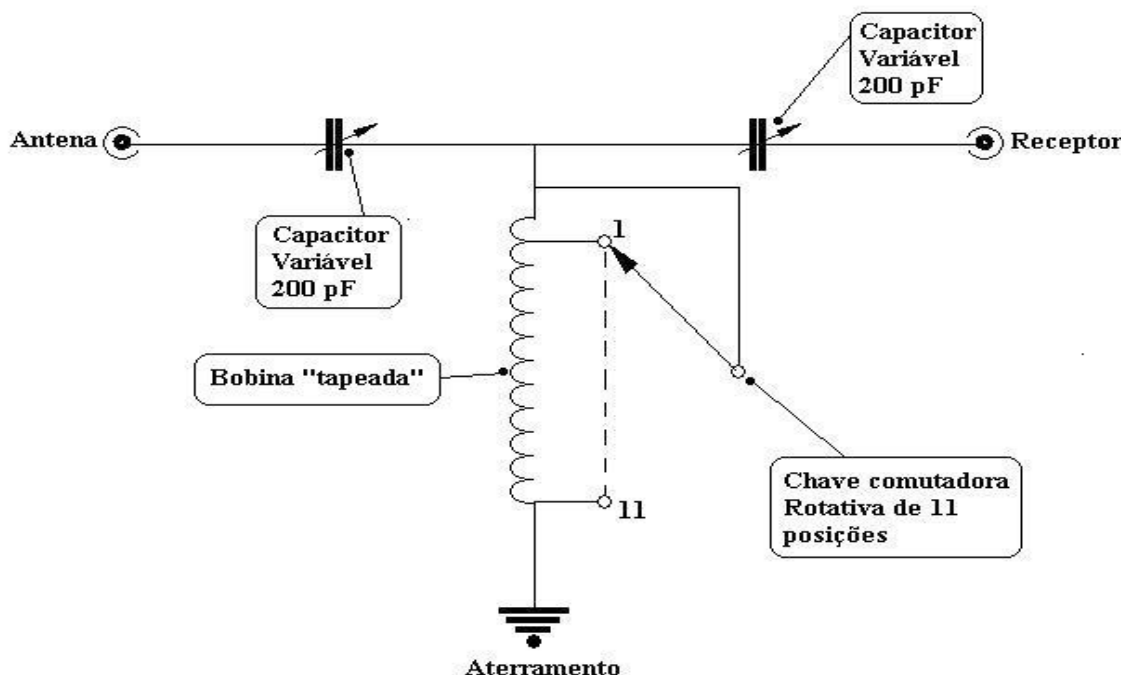 Capacitor
Variável
200 pF
Antena
Receptor
Capacitor
Variável
200 pF
1
Bobina "tapeada"
Chave comutadora
Rotativa de 11
posições
11
Aterramento